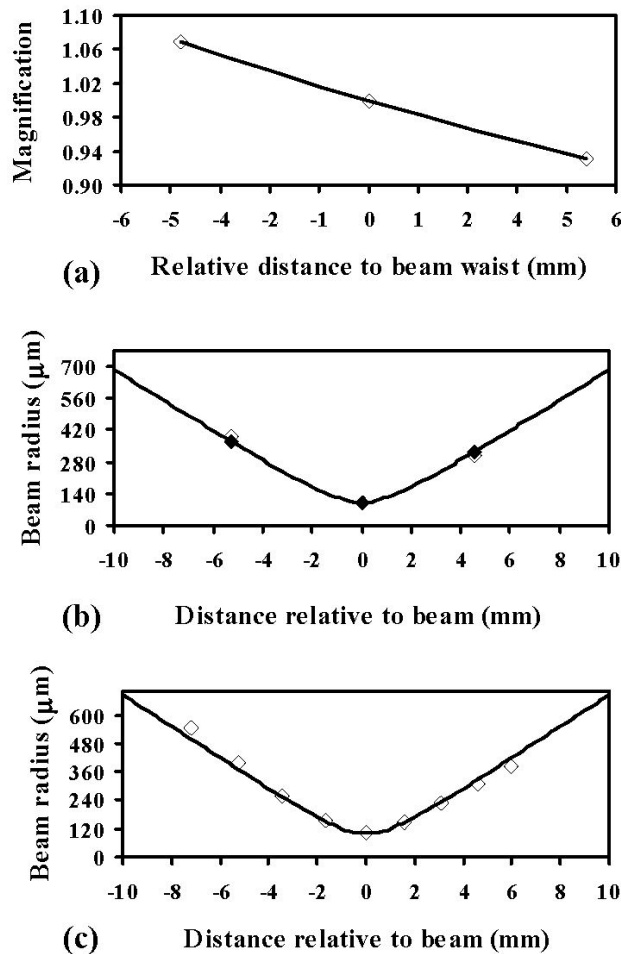 Magnification
1.10
1.06
1.02
0.98
0.94
0.90
-6 -5 -4 -2 -1 0 1 2 4 5 6
(a) Relative distance to beam waist (mm)
Beam radius (μm)
700
560
420
280
140
0
-10 -8 -6 -4 -2 0 2 4 6 8 10
(b) Distance relative to beam (mm)
Beam radius (μm)
600
480
360
240
120
0
-10 -8 -6 -4 -2 0 2 4 6 8 10
(c) Distance relative to beam (mm)